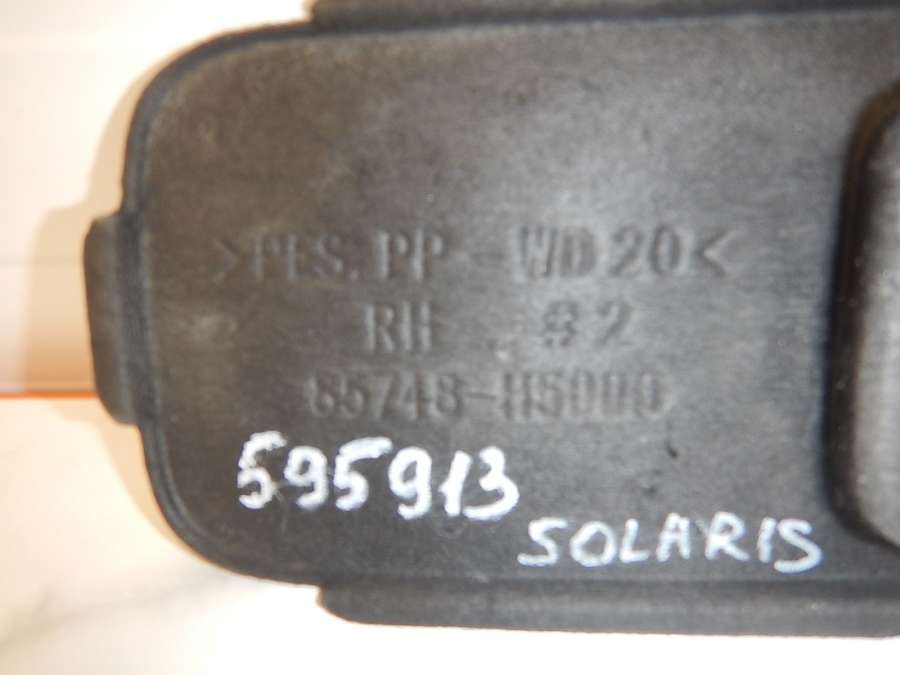 >PES.PP - WD20<
RH #2
85748-H5000
595913
SOLARIS